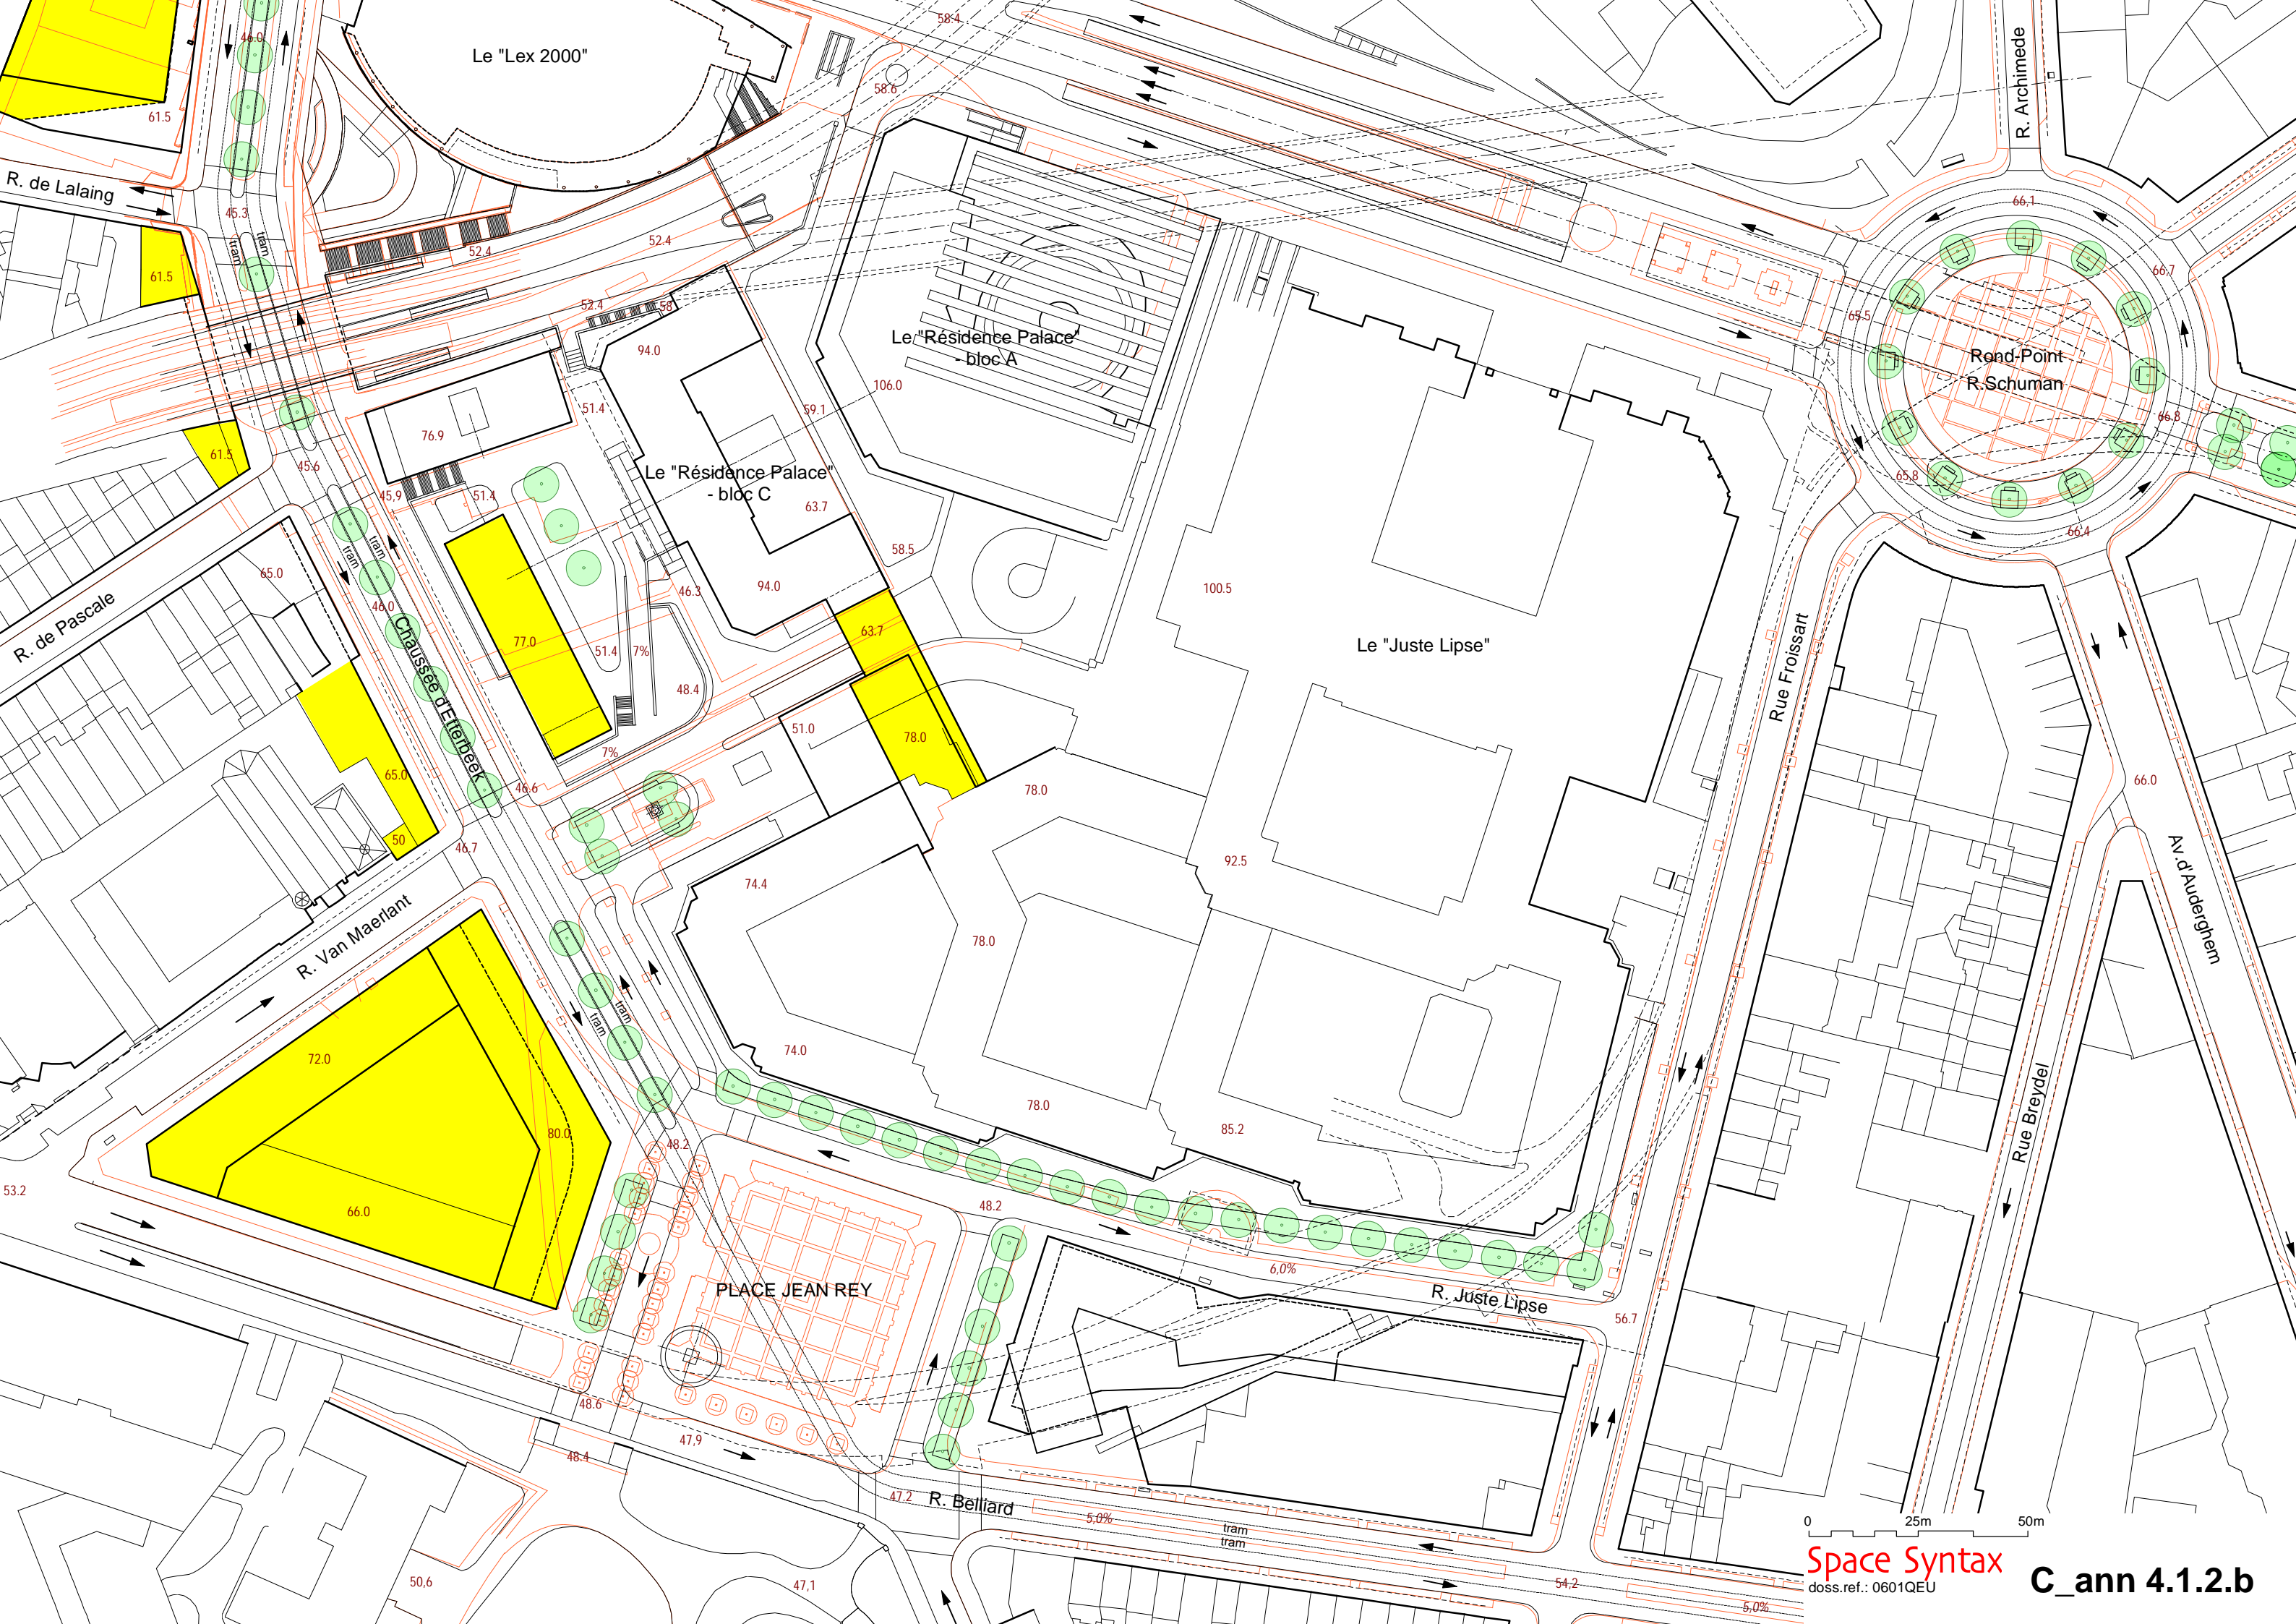 58.4
46.0
Le "Lex 2000"
R. Archimede
58.6
61.5
R. de Lalaing
66,1
45.3
tram
tram
52.4
52.4
66.7
61.5
52.4
58
65.5
Le "Résidence Palace"
- bloc A
94.0
Rond-Point
R.Schuman
106.0
51.4
59.1
66.8
76.9
61.5
45.6
Le "Résidence Palace"
- bloc C
65.8
45,9
51.4
63.7
66.4
tram
tram
58.5
65.0
46.3
94.0
100.5
46.0
R. de Pascale
Chaussée d'Etterbeek
63.7
77.0
51.4
7%
Le "Juste Lipse"
Rue Froissart
48.4
51.0
78.0
7%
65.0
46.6
78.0
66.0
50
46.7
92.5
74.4
Av.d'Auderghem
R. Van Maerlant
78.0
tram
tram
72.0
74.0
78.0
Rue Breydel
80.0
85.2
48.2
53.2
66.0
48.2
6,0%
PLACE JEAN REY
R. Juste Lipse
56.7
48.6
47,9
48.4
47.2
R. Belliard
5,0%
tram
tram
0 25m 50m
Space Syntax
doss.ref.: 0601QEU
C_ann 4.1.2.b
50,6
47,1
54,2
5,0%